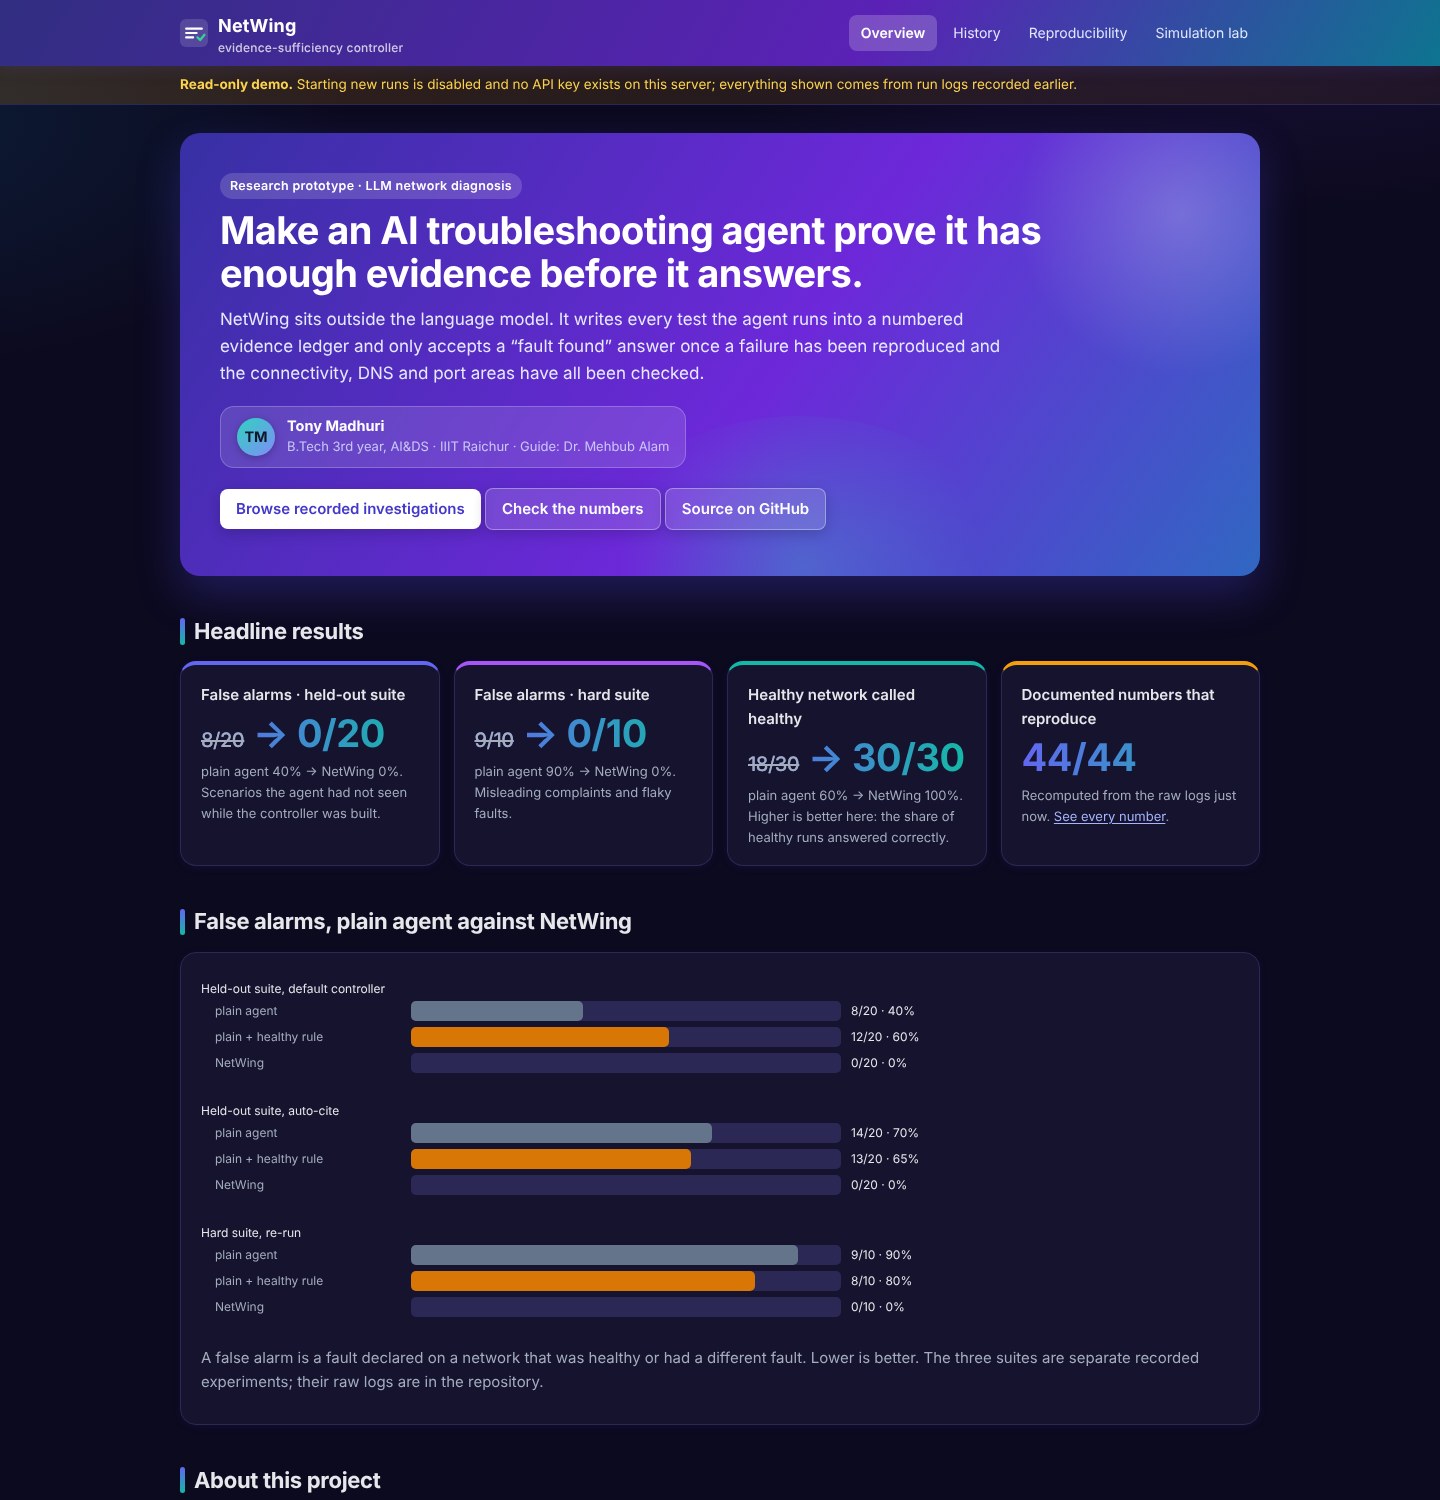 NetWing
evidence-sufficiency controller
Overview
History
Reproducibility
Simulation lab
Read-only demo. Starting new runs is disabled and no API key exists on this server; everything shown comes from run logs recorded earlier.
Research prototype · LLM network diagnosis
Make an AI troubleshooting agent prove it has
enough evidence before it answers.
NetWing sits outside the language model. It writes every test the agent runs into a numbered
evidence ledger and only accepts a “fault found” answer once a failure has been reproduced and
the connectivity, DNS and port areas have all been checked.
TM
Tony Madhuri
B.Tech 3rd year, AI&DS · IIIT Raichur · Guide: Dr. Mehbub Alam
Browse recorded investigations
Check the numbers
Source on GitHub
Headline results
False alarms · held-out suite
8/20 → 0/20
plain agent 40% → NetWing 0%.
Scenarios the agent had not seen
while the controller was built.
False alarms · hard suite
9/10 → 0/10
plain agent 90% → NetWing 0%.
Misleading complaints and flaky
faults.
Healthy network called
healthy
18/30 → 30/30
plain agent 60% → NetWing 100%.
Higher is better here: the share of
healthy runs answered correctly.
Documented numbers that
reproduce
44/44
Recomputed from the raw logs just
now. See every number.
False alarms, plain agent against NetWing
Held-out suite, default controller
plain agent 8/20 · 40%
plain + healthy rule 12/20 · 60%
NetWing 0/20 · 0%
Held-out suite, auto-cite
plain agent 14/20 · 70%
plain + healthy rule 13/20 · 65%
NetWing 0/20 · 0%
Hard suite, re-run
plain agent 9/10 · 90%
plain + healthy rule 8/10 · 80%
NetWing 0/10 · 0%
A false alarm is a fault declared on a network that was healthy or had a different fault. Lower is better. The three suites are separate recorded
experiments; their raw logs are in the repository.
About this project